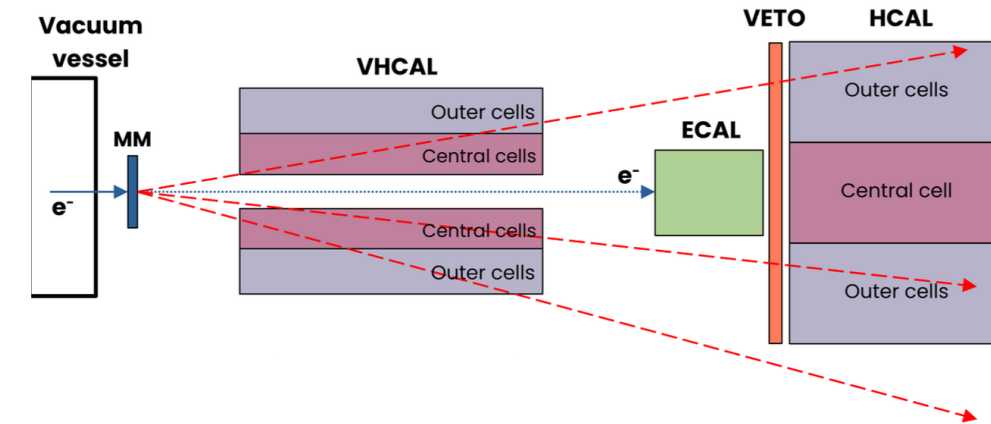 Vacuum
vessel
MM
e⁻
VHCAL
Outer cells
Central cells
Central cells
Outer cells
e⁻
ECAL
VETO
HCAL
Outer cells
Central cell
Outer cells